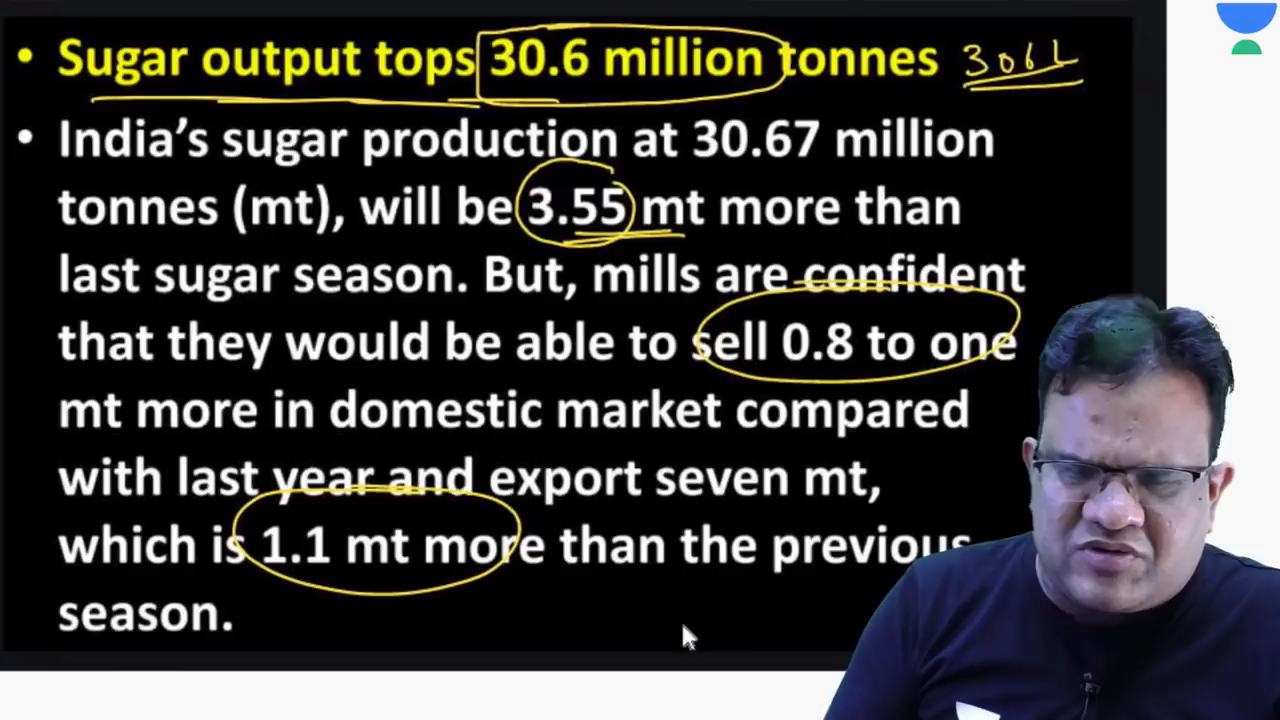 • Sugar output tops 30.6 million tonnes 306 L
• India's sugar production at 30.67 million
tonnes (mt), will be 3.55 mt more than
last sugar season. But, mills are confident
that they would be able to sell 0.8 to one
mt more in domestic market compared
with last year and export seven mt,
which is 1.1 mt more than the previous
season.